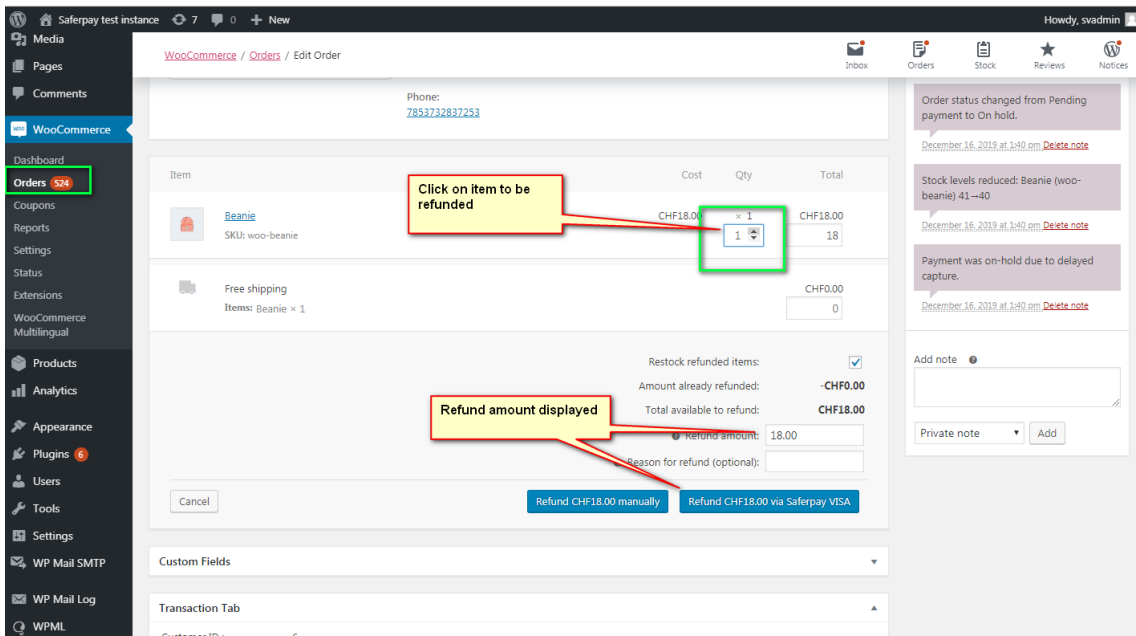 Saferpay test instance 7 0 + New Howdy, svadmin
Media
Pages
Comments
WooCommerce
Dashboard
Orders 524
Coupons
Reports
Settings
Status
Extensions
WooCommerce
Multilingual
Products
Analytics
Appearance
Plugins 6
Users
Tools
Settings
WP Mail SMTP
WP Mail Log
WPML
WooCommerce / Orders / Edit Order
Inbox
Orders
Stock
Reviews
Notices
Phone:
7853732837253
Item Cost Qty Total
Click on item to be
refunded
Beanie CHF18.00 × 1 CHF18.00
SKU: woo-beanie 1 18
Free shipping CHF0.00
Items: Beanie × 1 0
Restock refunded items:
Amount already refunded: -CHF0.00
Total available to refund: CHF18.00
Refund amount displayed
Refund amount: 18.00
Reason for refund (optional):
Cancel Refund CHF18.00 manually Refund CHF18.00 via Saferpay VISA
Custom Fields
Transaction Tab
Order status changed from Pending
payment to On hold.
December 16, 2019 at 1:40 pm Delete note
Stock levels reduced: Beanie (woo-
beanie) 41→40
December 16, 2019 at 1:40 pm Delete note
Payment was on-hold due to delayed
capture.
December 16, 2019 at 1:40 pm Delete note
Add note
Private note Add